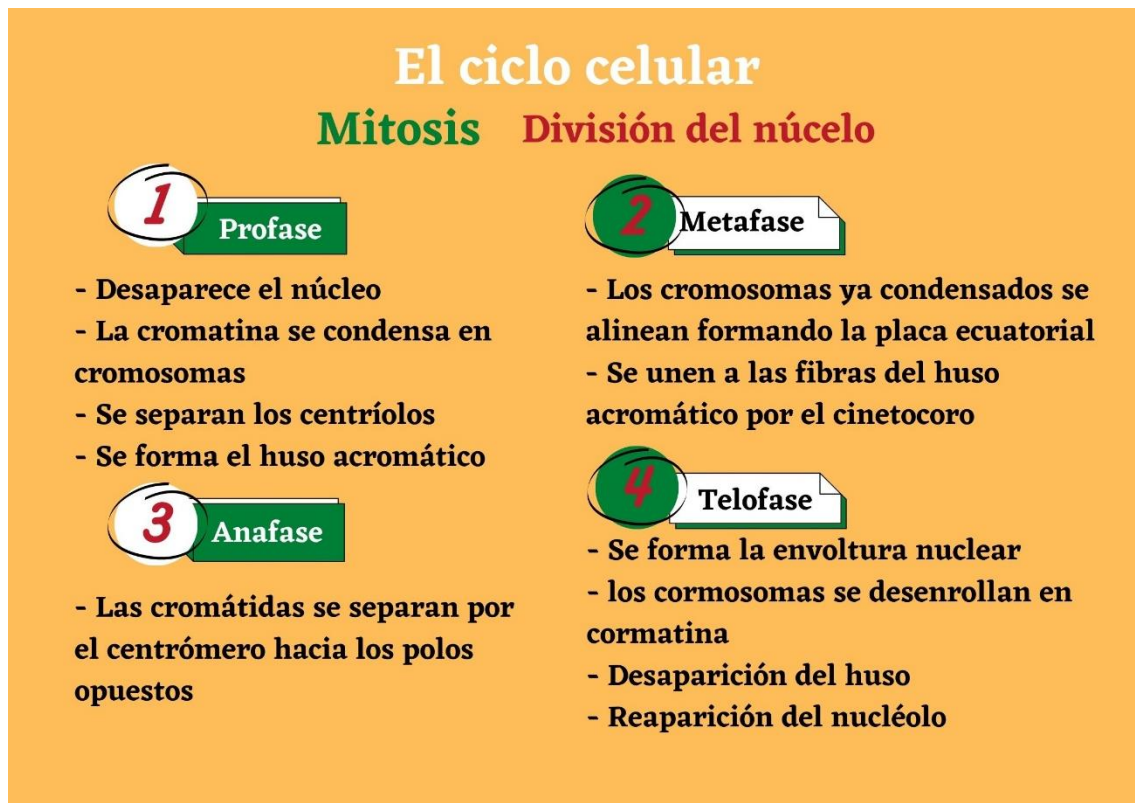 El ciclo celular
Mitosis División del núcelo
1
Profase
- Desaparece el núcleo
- La cromatina se condensa en
cromosomas
- Se separan los centríolos
- Se forma el huso acromático
2
Metafase
- Los cromosomas ya condensados se
alinean formando la placa ecuatorial
- Se unen a las fibras del huso
acromático por el cinetocoro
3
Anafase
- Las cromátidas se separan por
el centrómero hacia los polos
opuestos
4
Telofase
- Se forma la envoltura nuclear
- los cormosomas se desenrollan en
cormatina
- Desaparición del huso
- Reaparición del nucléolo